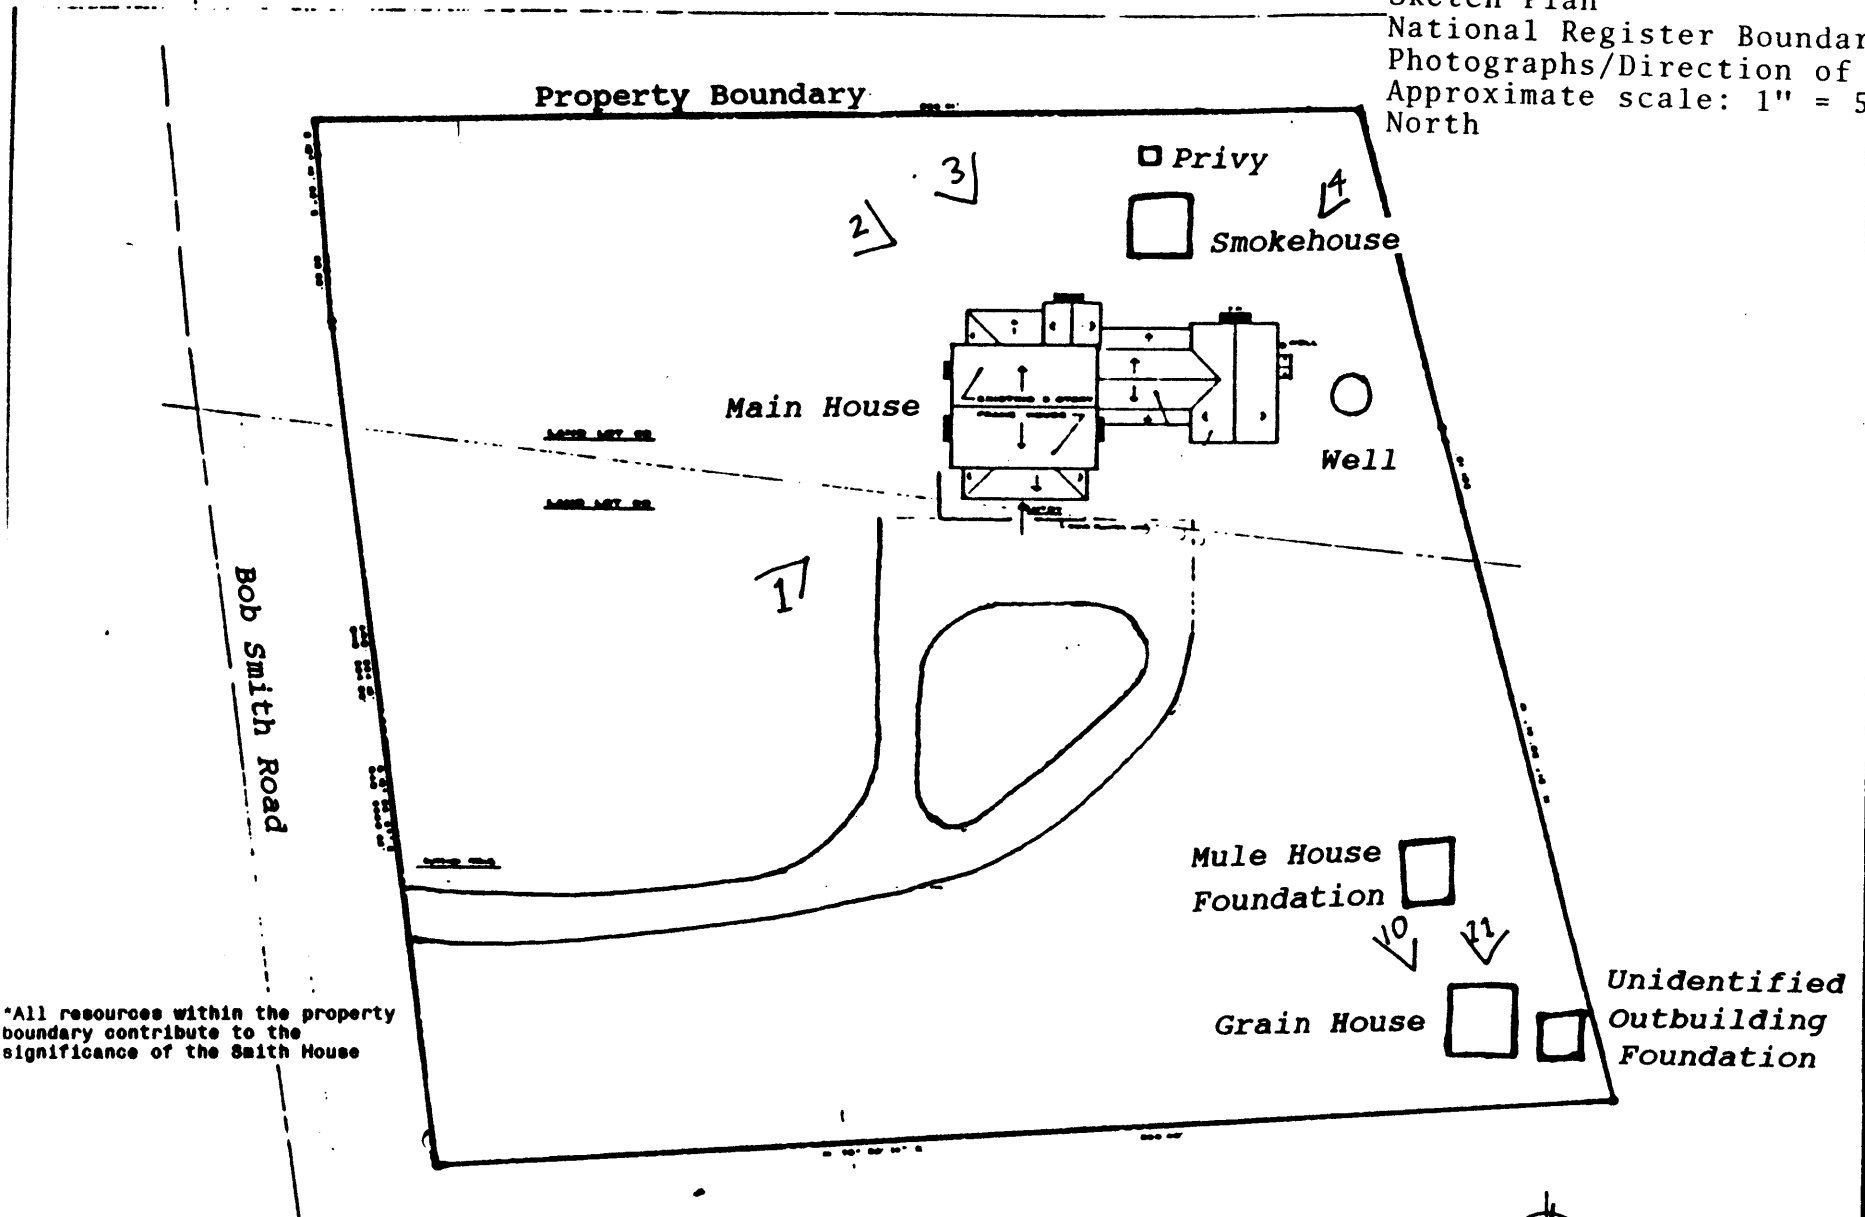 National Register Boundar
Photographs/Direction of
Approximate scale: 1" = 5
North
Property Boundary
Privy
3
4
2
Smokehouse
Main House
Well
1
Bob Smith Road
Mule House
Foundation
10
11
Unidentified
Outbuilding
Foundation
Grain House
*All resources within the property
boundary contribute to the
significance of the Smith House